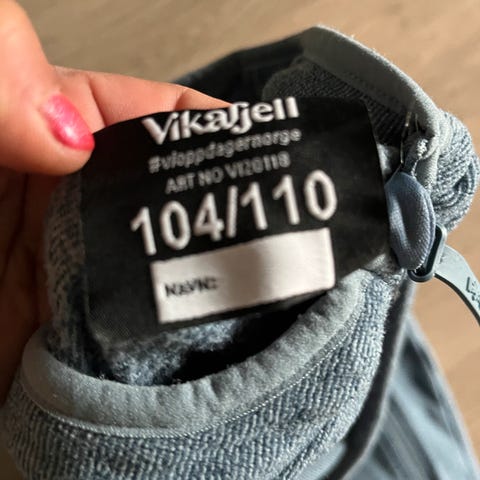 Vikafjell
#vioppdagernorge
ART NO VI20118
104/110
NAVN: